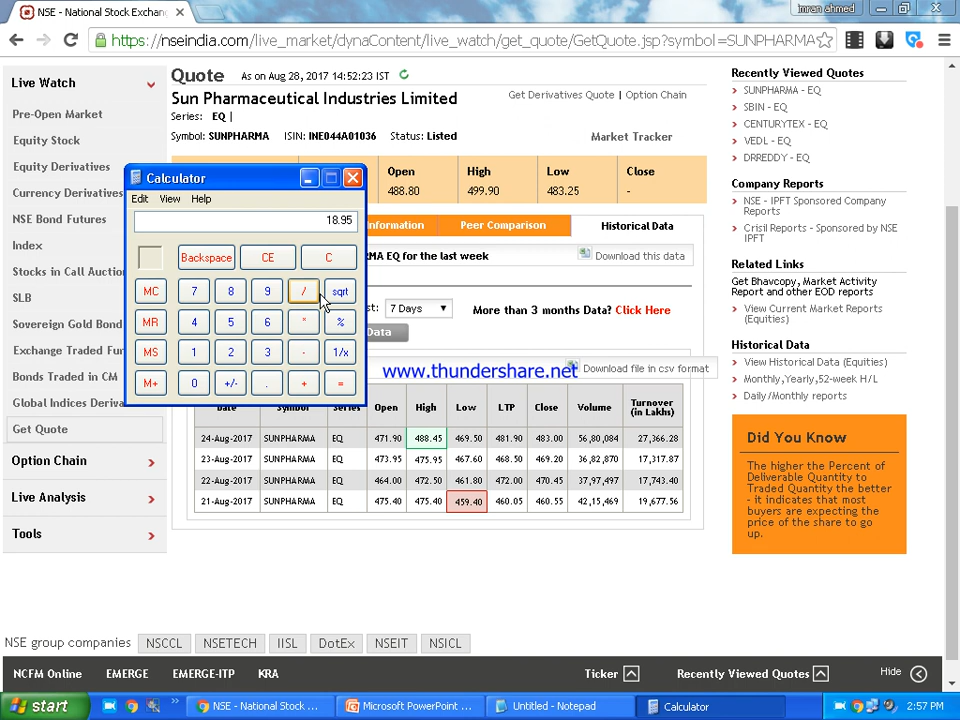 NSE - National Stock Exchan
imran ahmed
https://nseindia.com/live_market/dynaContent/live_watch/get_quote/GetQuote.jsp?symbol=SUNPHARMA
Live Watch
Pre-Open Market
Equity Stock
Equity Derivatives
Currency Derivatives
NSE Bond Futures
Index
Stocks in Call Auction
SLB
Sovereign Gold Bond
Exchange Traded Fun
Bonds Traded in CM
Global Indices Deriva
Get Quote
Option Chain
Live Analysis
Tools
Quote As on Aug 28, 2017 14:52:23 IST
Sun Pharmaceutical Industries Limited
Get Derivatives Quote | Option Chain
Series: EQ |
Symbol: SUNPHARMA ISIN: INE044A01036 Status: Listed
Market Tracker
Open High Low Close
488.80 499.90 483.25 -
Information Peer Comparison Historical Data
MA EQ for the last week Download this data
st: 7 Days More than 3 months Data? Click Here
Data
www.thundershare.net
Download file in csv format
Date Symbol Series Open High Low LTP Close Volume Turnover (in Lakhs)
24-Aug-2017 SUNPHARMA EQ 471.90 488.45 469.50 481.90 483.00 56,80,084 27,366.28
23-Aug-2017 SUNPHARMA EQ 473.95 475.95 467.60 468.50 469.20 36,82,870 17,317.87
22-Aug-2017 SUNPHARMA EQ 464.00 472.50 461.80 472.00 470.45 37,97,497 17,743.40
21-Aug-2017 SUNPHARMA EQ 475.40 475.40 459.40 460.05 460.55 42,15,469 19,677.56
Calculator
Edit View Help
18.95
Backspace CE C
MC 7 8 9 / sqrt
MR 4 5 6 * %
MS 1 2 3 - 1/x
M+ 0 +/- . + =
Recently Viewed Quotes
SUNPHARMA - EQ
SBIN - EQ
CENTURYTEX - EQ
VEDL - EQ
DRREDDY - EQ
Company Reports
NSE - IPFT Sponsored Company
Reports
Crisil Reports - Sponsored by NSE
IPFT
Related Links
Get Bhavcopy, Market Activity
Report and other EOD reports
View Current Market Reports
(Equities)
Historical Data
View Historical Data (Equities)
Monthly,Yearly,52-week H/L
Daily/Monthly reports
Did You Know
The higher the Percent of
Deliverable Quantity to
Traded Quantity the better
- it indicates that most
buyers are expecting the
price of the share to go
up.
NSE group companies NSCCL NSETECH IISL DotEx NSEIT NSICL
NCFM Online EMERGE EMERGE-ITP KRA Ticker Recently Viewed Quotes Hide
start NSE - National Stock ... Microsoft PowerPoint ... Untitled - Notepad Calculator 2:57 PM